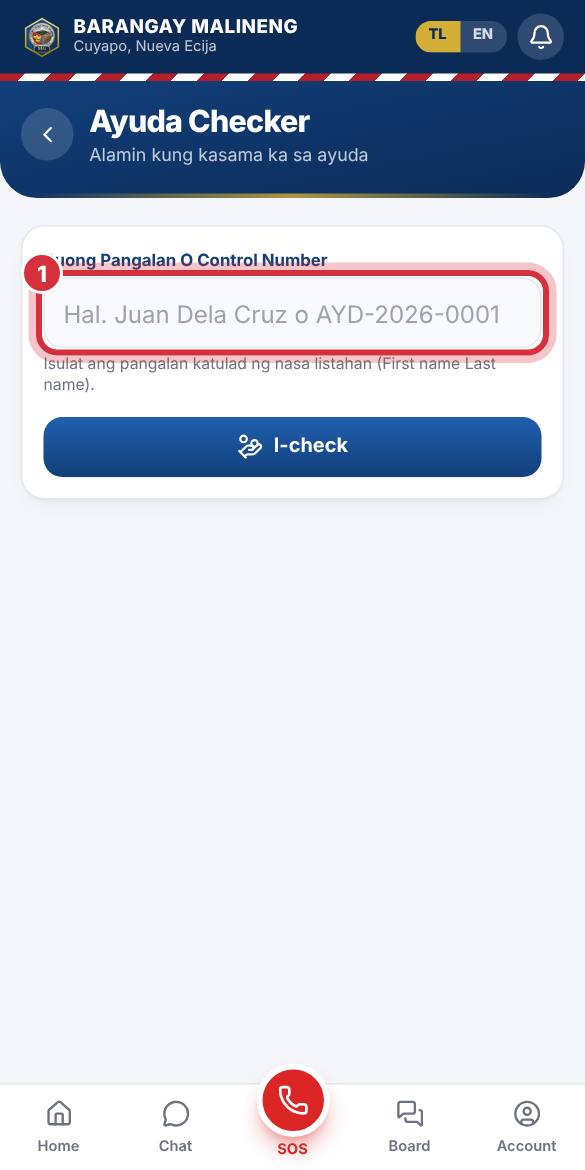 BARANGAY MALINENG
Cuyapo, Nueva Ecija
TL EN
Ayuda Checker
Alamin kung kasama ka sa ayuda
Pangalan O Control Number
1
Hal. Juan Dela Cruz o AYD-2026-0001
Isulat ang pangalan katulad ng nasa listahan (First name Last
name).
I-check
Home
Chat
SOS
Board
Account